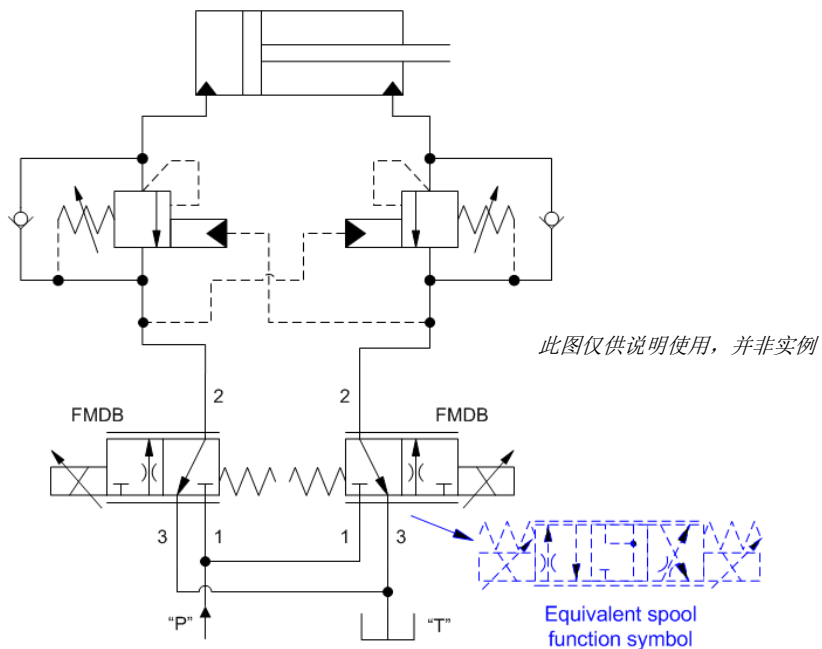 此图仅供说明使用，并非实例
2
2
FMDB
FMDB
3
1
1
3
"P"
"T"
Equivalent spool
function symbol